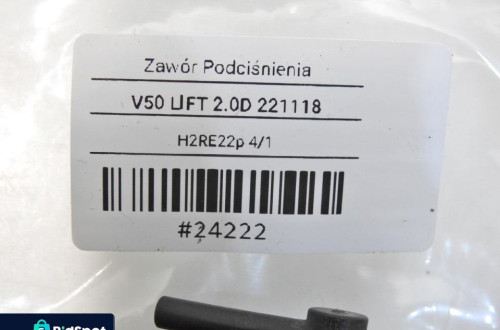 Zawór Podciśnienia
V50 LIFT 2.0D 221118
H2RE22p 4/1
#24222